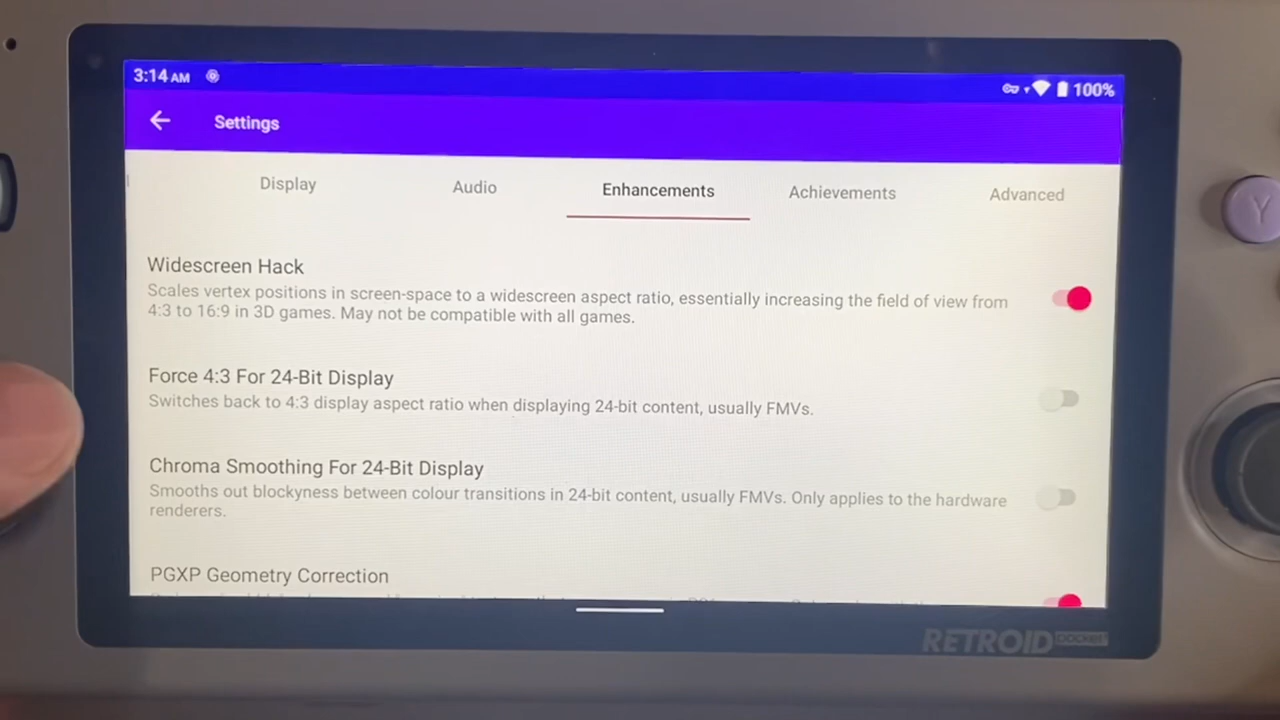 3:14 AM
100%
Settings
Display
Audio
Enhancements
Achievements
Advanced
Widescreen Hack
Scales vertex positions in screen-space to a widescreen aspect ratio, essentially increasing the field of view from
4:3 to 16:9 in 3D games. May not be compatible with all games.
Force 4:3 For 24-Bit Display
Switches back to 4:3 display aspect ratio when displaying 24-bit content, usually FMVs.
Chroma Smoothing For 24-Bit Display
Smooths out blockyness between colour transitions in 24-bit content, usually FMVs. Only applies to the hardware
renderers.
PGXP Geometry Correction
RETROID POCKET
Y